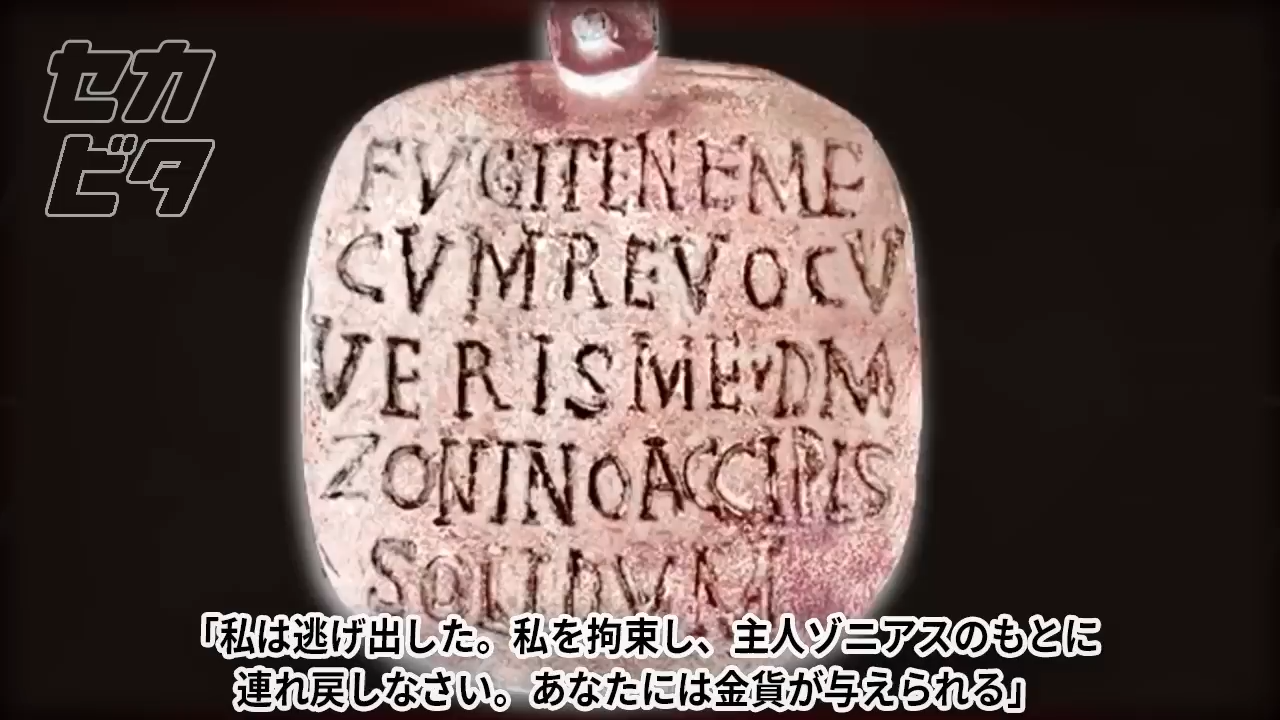 セカ
ビタ
FVGITENEME
CVMREVOCV
VERISMEDM
ZONINOACCIPIS
SOLIDVM
「私は逃げ出した。私を拘束し、主人ゾニアスのもとに
連れ戻しなさい。あなたには金貨が与えられる」